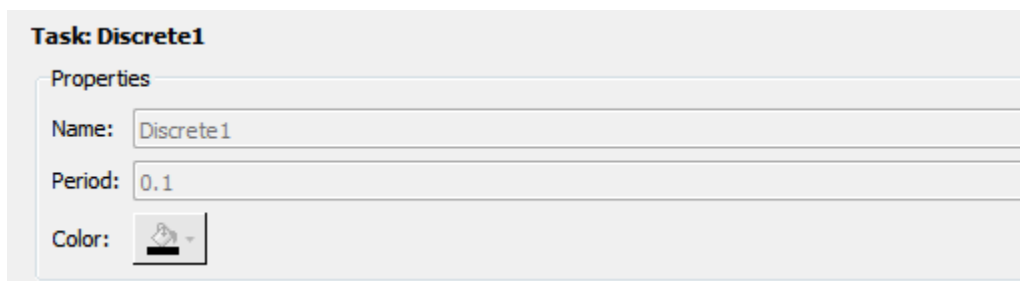 Task: Discrete1
Properties
Name: Discrete1
Period: 0.1
Color: